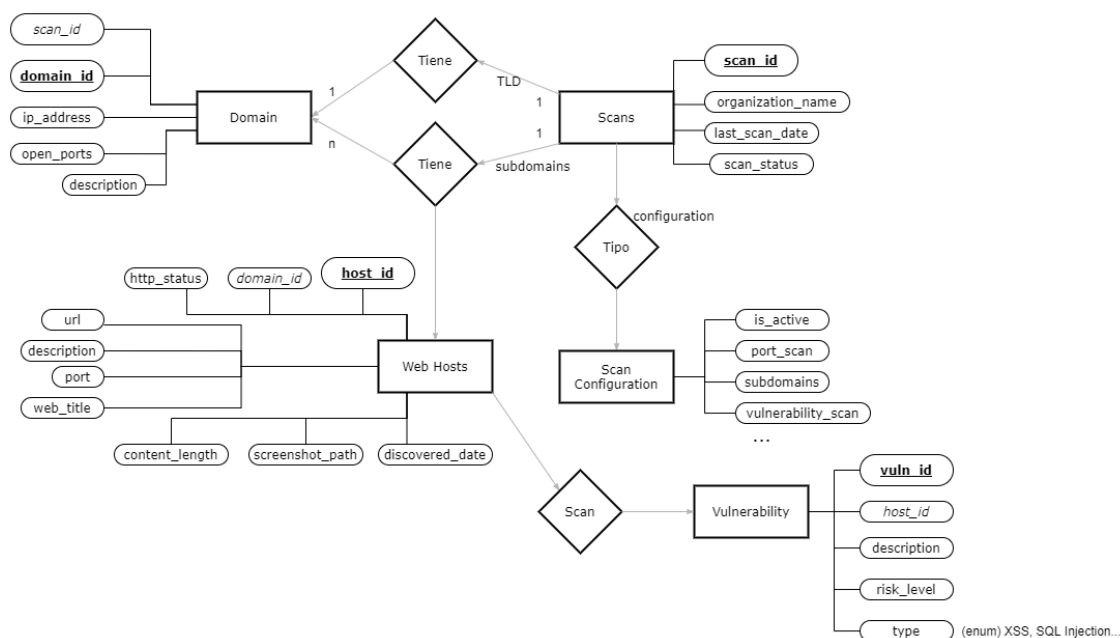 scan_id
domain_id
ip_address
open_ports
description
Domain
Tiene
1
n
Tiene
TLD
1
1
subdomains
Scans
scan_id
organization_name
last_scan_date
scan_status
configuration
Tipo
http_status
domain_id
host_id
url
description
port
web_title
Web Hosts
content_length
screenshot_path
discovered_date
Scan
Configuration
is_active
port_scan
subdomains
vulnerability_scan
...
Scan
Vulnerability
vuln_id
host_id
description
risk_level
type
(enum) XSS, SQL Injection...